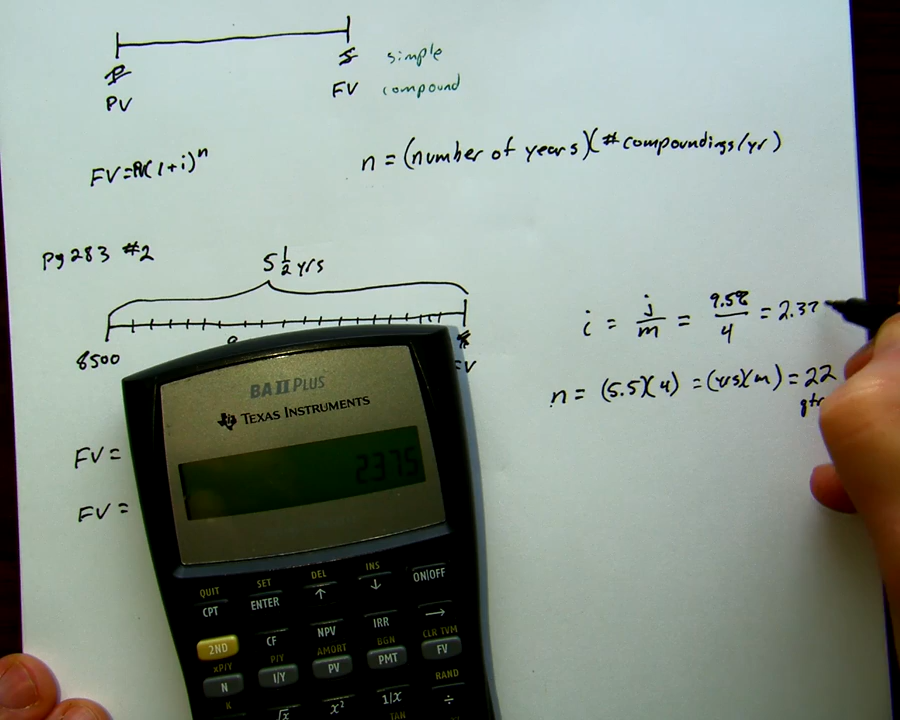 P S simple
PV FV compound
FV=PV(1+i)^n n = (number of years)(# compoundings/yr)
Pg 283 #2
5 1/2 yrs
i = j/m = 9.5%/4 = 2.37
8500
n = (5.5)(4) = (yrs)(m) = 22
qtr
FV =
FV =
BA II PLUS
TEXAS INSTRUMENTS
2.375
QUIT SET DEL INS
CPT ENTER ↑ ↓ ON/OFF
2ND CF NPV IRR →
xP/Y P/Y AMORT BGN CLR TVM
N I/Y PV PMT FV
K RAND
√x x² 1/x ÷